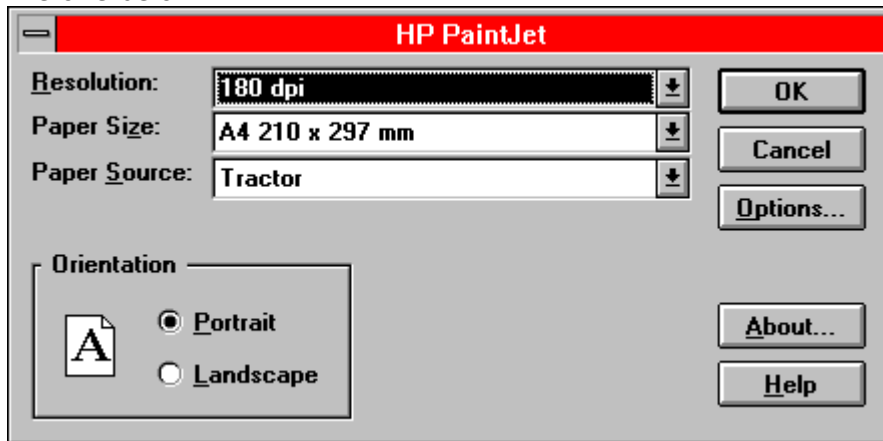 HP PaintJet
Resolution: 180 dpi
Paper Size: A4 210 x 297 mm
Paper Source: Tractor
OK
Cancel
Options...
Orientation
A
Portrait
Landscape
About...
Help